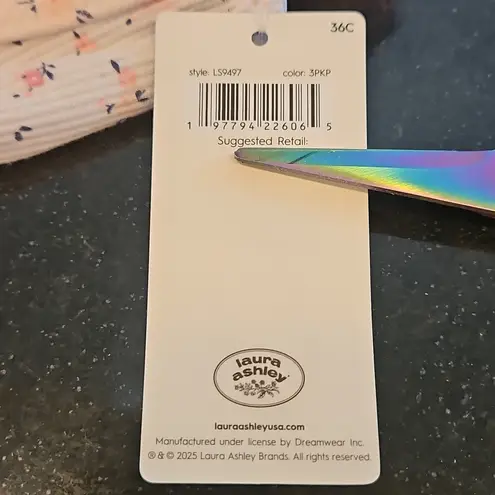 36C
style: LS9497 color: 3PKP
1 97794 22606 5
Suggested Retail:
laura
ashley
lauraashleyusa.com
Manufactured under license by Dreamwear Inc.
® & © 2025 Laura Ashley Brands. All rights reserved.